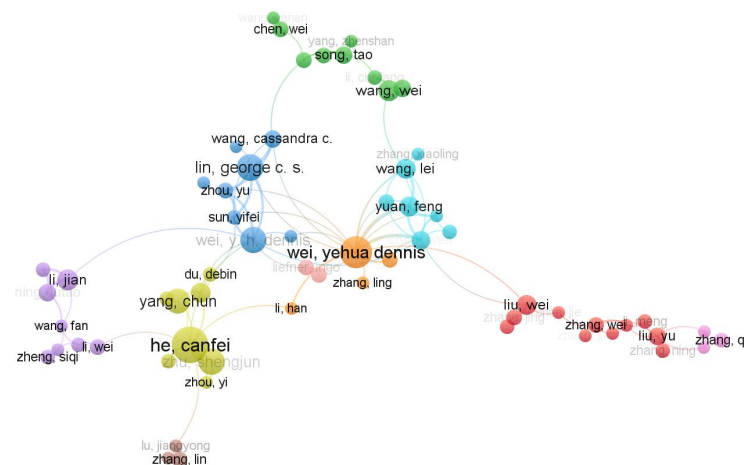 chen, wei
yang, zhenshan
song, tao
wang, wei
wang, cassandra c.
zhang, xiaoling
lin, george c. s.
wang, lei
zhou, yu
yuan, feng
sun, yifei
wei, y. h. dennis
wei, yehua dennis
du, debin
liefner, ingo
li, jian
zhang, ling
yang, chun
li, han
liu, wei
wang, fan
zhang, wei
li, meng
he, canfei
li, wei
liu, yu
zhang, q
zheng, siqi
zhu, shengjun
zhang, ning
zhou, yi
lu, jiangyong
zhang, lin